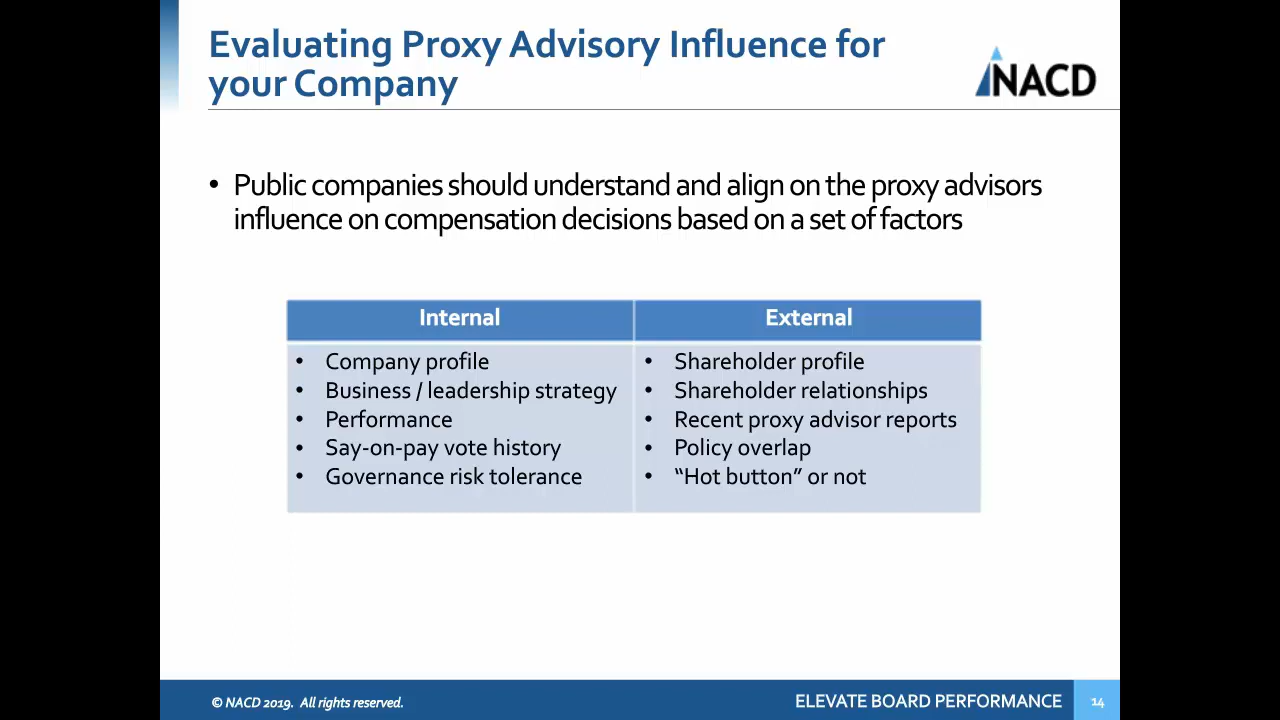 Evaluating Proxy Advisory Influence for
your Company
NACD
• Public companies should understand and align on the proxy advisors
influence on compensation decisions based on a set of factors
Internal
• Company profile
• Business / leadership strategy
• Performance
• Say-on-pay vote history
• Governance risk tolerance
External
• Shareholder profile
• Shareholder relationships
• Recent proxy advisor reports
• Policy overlap
• “Hot button” or not
© NACD 2019. All rights reserved.
ELEVATE BOARD PERFORMANCE
14